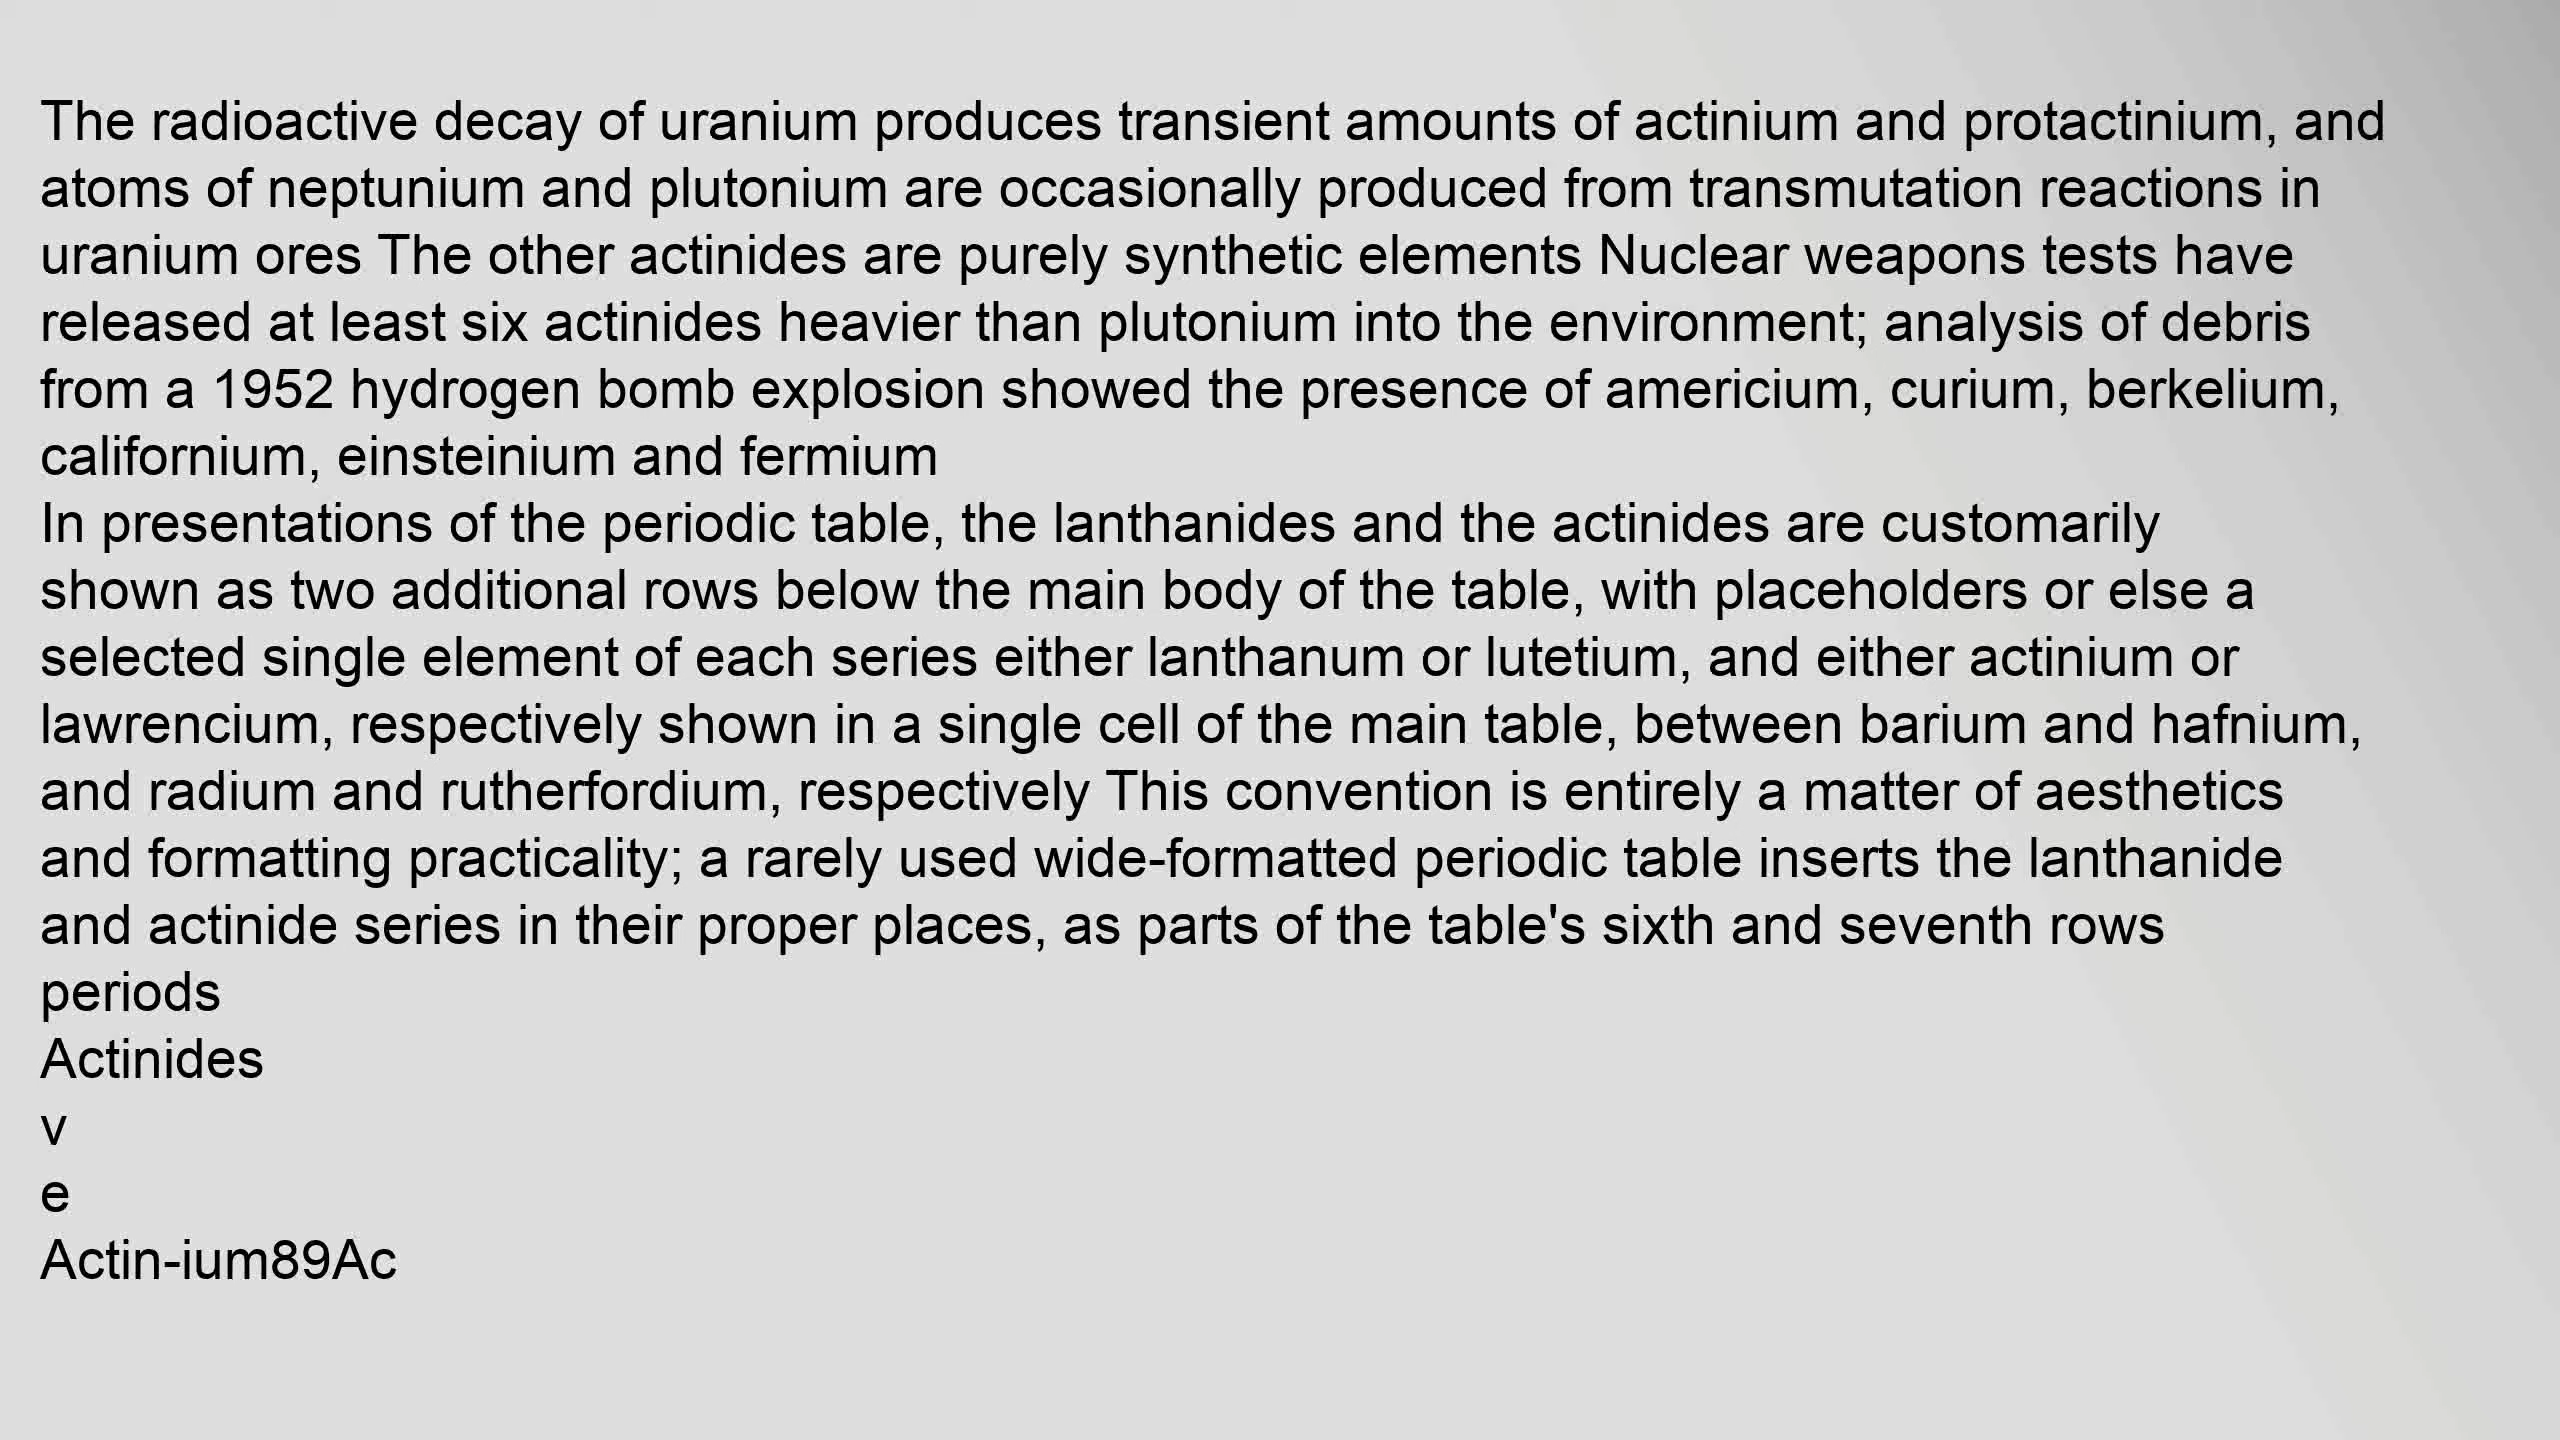 The radioactive decay of uranium produces transient amounts of actinium and protactinium, and
atoms of neptunium and plutonium are occasionally produced from transmutation reactions in
uranium ores The other actinides are purely synthetic elements Nuclear weapons tests have
released at least six actinides heavier than plutonium into the environment; analysis of debris
from a 1952 hydrogen bomb explosion showed the presence of americium, curium, berkelium,
californium, einsteinium and fermium
In presentations of the periodic table, the lanthanides and the actinides are customarily
shown as two additional rows below the main body of the table, with placeholders or else a
selected single element of each series either lanthanum or lutetium, and either actinium or
lawrencium, respectively shown in a single cell of the main table, between barium and hafnium,
and radium and rutherfordium, respectively This convention is entirely a matter of aesthetics
and formatting practicality; a rarely used wide-formatted periodic table inserts the lanthanide
and actinide series in their proper places, as parts of the table's sixth and seventh rows
periods
Actinides
v
e
Actin-ium89Ac